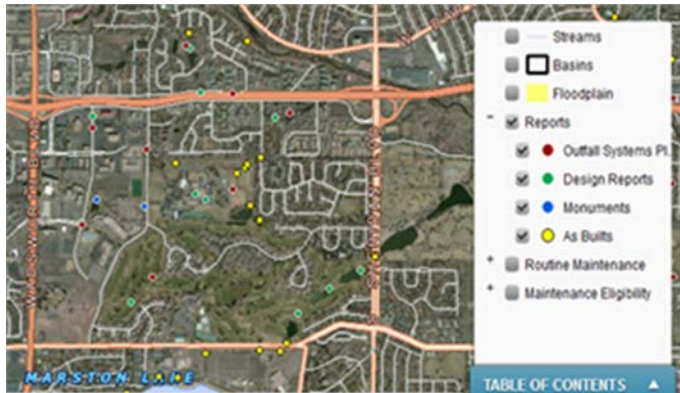 Streams
Basins
Floodplain
Reports
Outfall Systems Pl.
Design Reports
Monuments
As Builts
Routine Maintenance
Maintenance Eligibility
TABLE OF CONTENTS
MARSTON LAKE